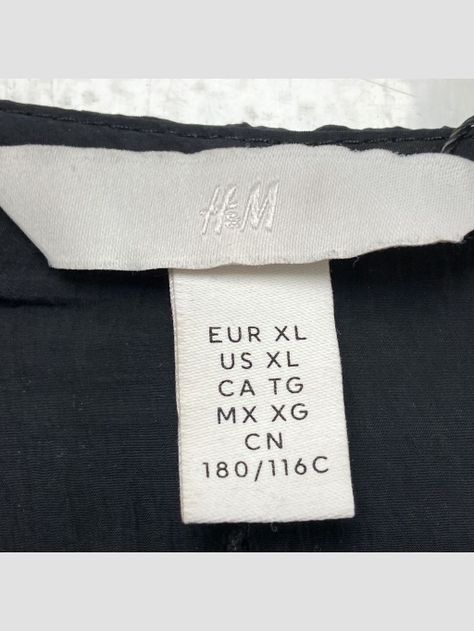 H&M
EUR XL
US XL
CA TG
MX XG
CN
180/116C